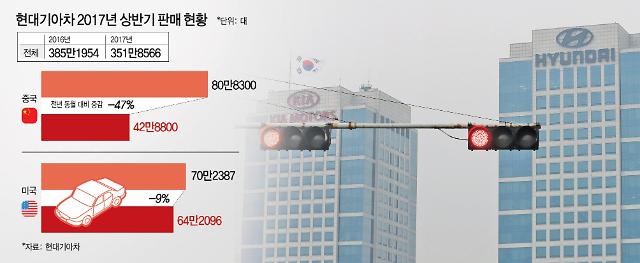 현대기아차 2017년 상반기 판매 현황 *단위: 대
2016년 2017년
전체 385만1954 351만8566
중국
80만8300
전년 동월 대비 증감 -47%
42만8800
미국
70만2387
-9%
64만2096
*자료: 현대기아차
KIA
KIA MOTORS
HYUNDAI